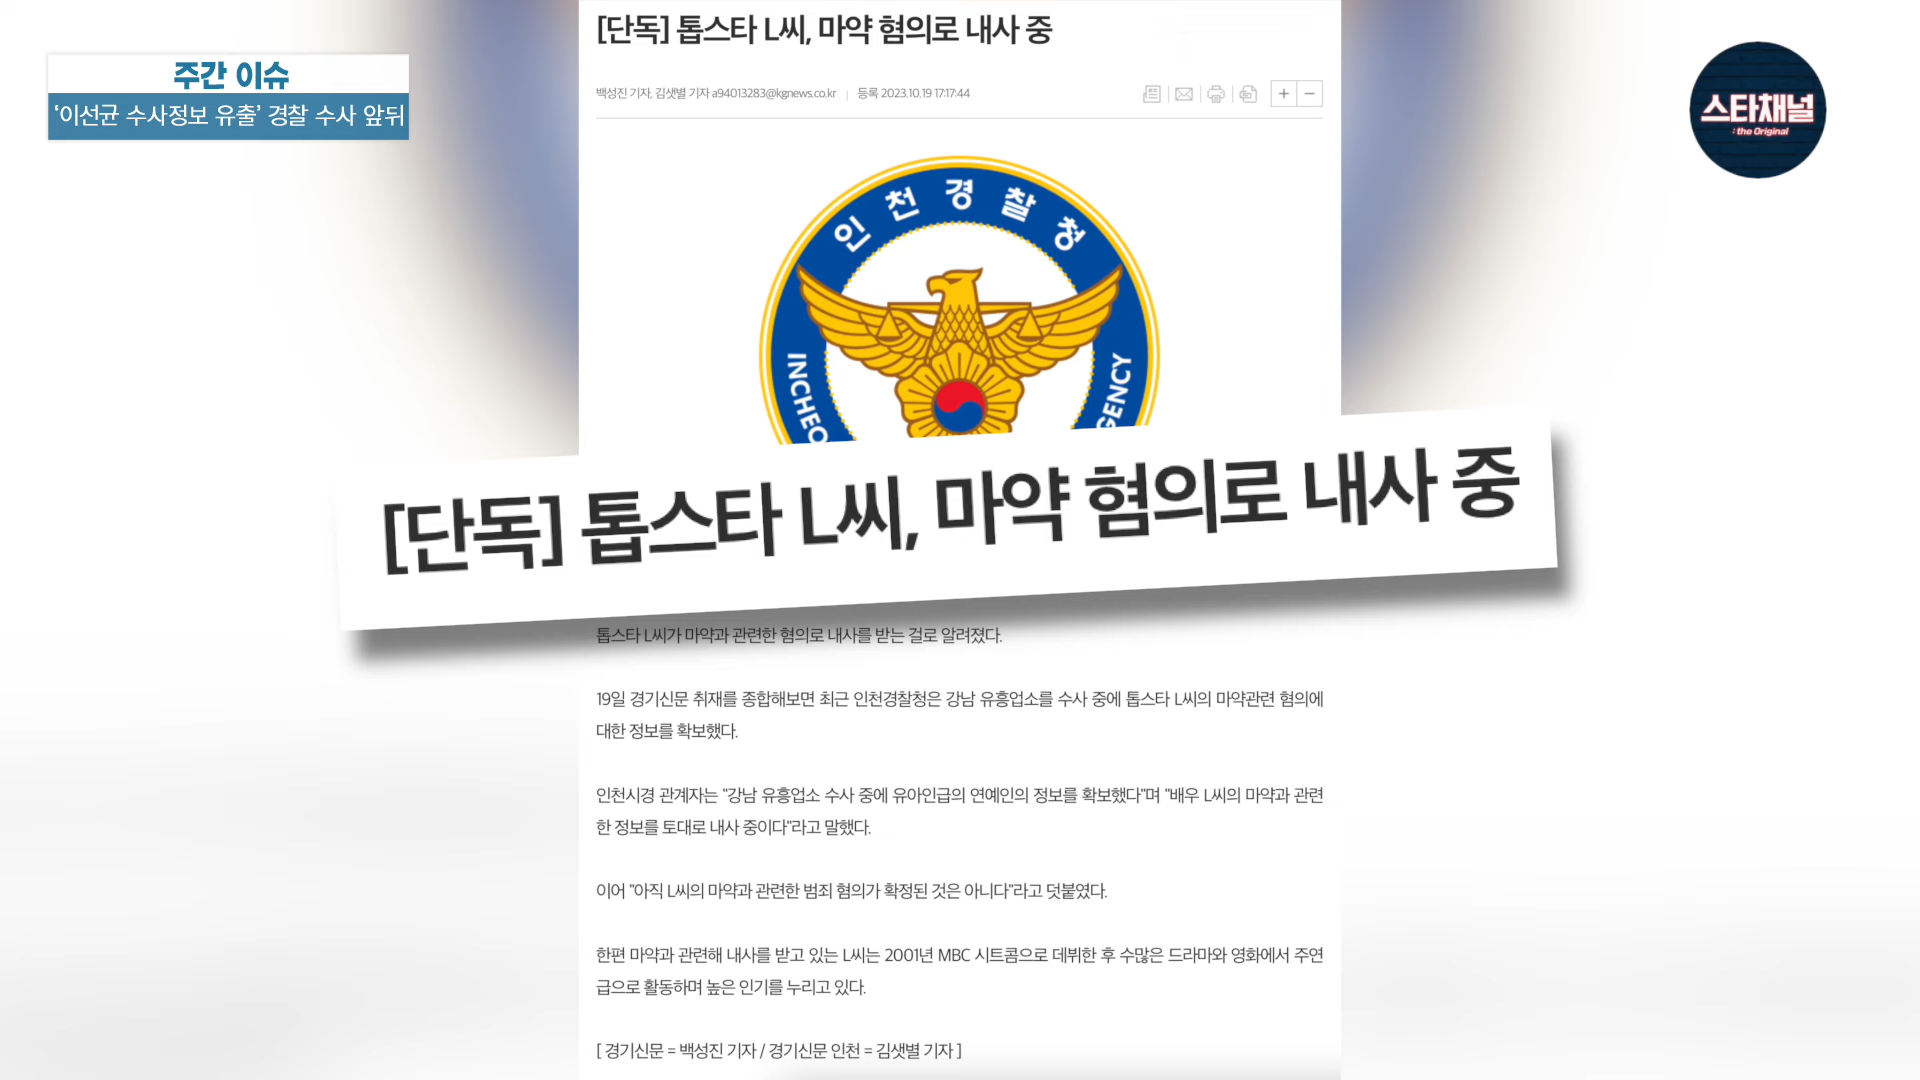 [단독] 톱스타 L씨, 마약 혐의로 내사 중
주간 이슈
‘이선균 수사정보 유출’ 경찰 수사 앞뒤
스타채널
: the Original
백성진 기자, 김샛별 기자 a94013283@kgnews.co.kr | 등록 2023.10.19 17:17:44
인천경찰청
INCHEO
GENCY
[단독] 톱스타 L씨, 마약 혐의로 내사 중
톱스타 L씨가 마약과 관련한 혐의로 내사를 받는 걸로 알려졌다.
19일 경기신문 취재를 종합해보면 최근 인천경찰청은 강남 유흥업소를 수사 중에 톱스타 L씨의 마약관련 혐의에
대한 정보를 확보했다.
인천시경 관계자는 "강남 유흥업소 수사 중에 유아인급의 연예인의 정보를 확보했다"며 "배우 L씨의 마약과 관련
한 정보를 토대로 내사 중이다"라고 말했다.
이어 "아직 L씨의 마약과 관련한 범죄 혐의가 확정된 것은 아니다"라고 덧붙였다.
한편 마약과 관련해 내사를 받고 있는 L씨는 2001년 MBC 시트콤으로 데뷔한 후 수많은 드라마와 영화에서 주연
급으로 활동하며 높은 인기를 누리고 있다.
[ 경기신문 = 백성진 기자 / 경기신문 인천 = 김샛별 기자 ]